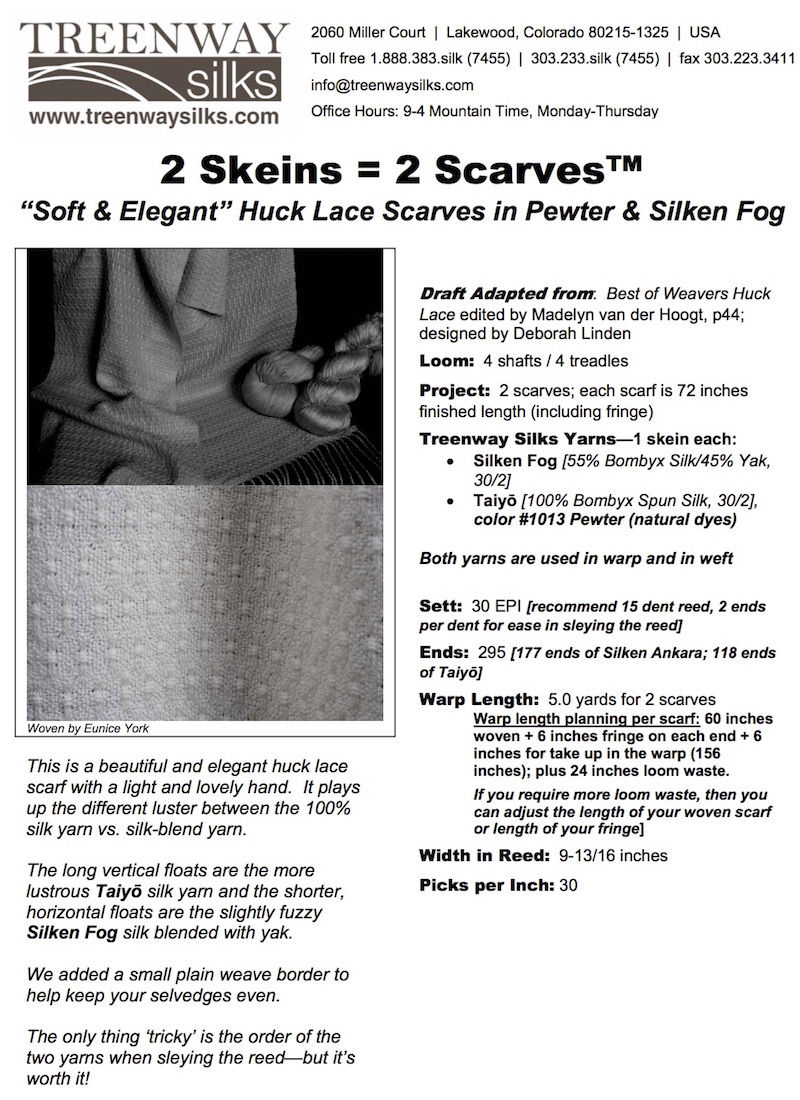 TREENWAY
silks
www.treenwaysilks.com
2060 Miller Court | Lakewood, Colorado 80215-1325 | USA
Toll free 1.888.383.silk (7455) | 303.233.silk (7455) | fax 303.223.3411
info@treenwaysilks.com
Office Hours: 9-4 Mountain Time, Monday-Thursday
2 Skeins = 2 Scarves™
“Soft & Elegant” Huck Lace Scarves in Pewter & Silken Fog
Woven by Eunice York
This is a beautiful and elegant huck lace
scarf with a light and lovely hand. It plays
up the different luster between the 100%
silk yarn vs. silk-blend yarn.
The long vertical floats are the more
lustrous Taiyō silk yarn and the shorter,
horizontal floats are the slightly fuzzy
Silken Fog silk blended with yak.
We added a small plain weave border to
help keep your selvedges even.
The only thing ‘tricky’ is the order of the
two yarns when sleying the reed—but it’s
worth it!
Draft Adapted from: Best of Weavers Huck
Lace edited by Madelyn van der Hoogt, p44;
designed by Deborah Linden
Loom: 4 shafts / 4 treadles
Project: 2 scarves; each scarf is 72 inches
finished length (including fringe)
Treenway Silks Yarns—1 skein each:
• Silken Fog [55% Bombyx Silk/45% Yak,
30/2]
• Taiyō [100% Bombyx Spun Silk, 30/2],
color #1013 Pewter (natural dyes)
Both yarns are used in warp and in weft
Sett: 30 EPI [recommend 15 dent reed, 2 ends
per dent for ease in sleying the reed]
Ends: 295 [177 ends of Silken Ankara; 118 ends
of Taiyō]
Warp Length: 5.0 yards for 2 scarves
Warp length planning per scarf: 60 inches
woven + 6 inches fringe on each end + 6
inches for take up in the warp (156
inches); plus 24 inches loom waste.
If you require more loom waste, then you
can adjust the length of your woven scarf
or length of your fringe]
Width in Reed: 9-13/16 inches
Picks per Inch: 30